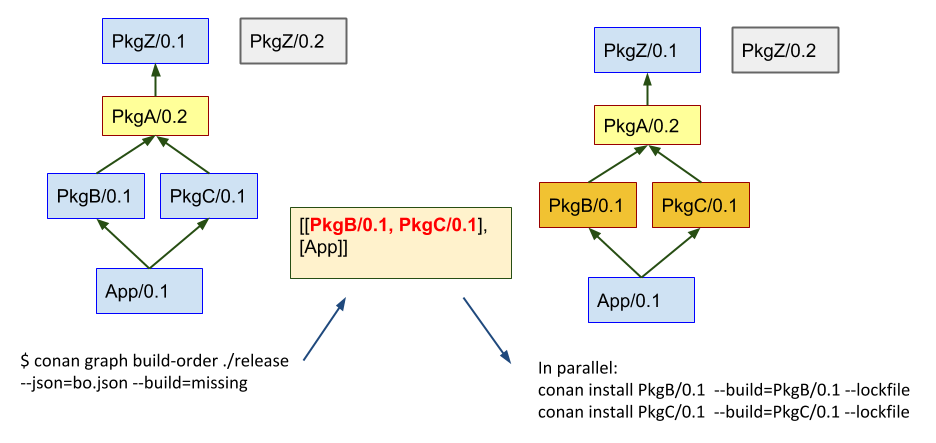 PkgZ/0.1
PkgZ/0.2
PkgA/0.2
PkgB/0.1
PkgC/0.1
App/0.1
$ conan graph build-order ./release
--json=bo.json --build=missing
[[PkgB/0.1, PkgC/0.1],
[App]]
PkgZ/0.1
PkgZ/0.2
PkgA/0.2
PkgB/0.1
PkgC/0.1
App/0.1
In parallel:
conan install PkgB/0.1  --build=PkgB/0.1 --lockfile
conan install PkgC/0.1  --build=PkgC/0.1 --lockfile